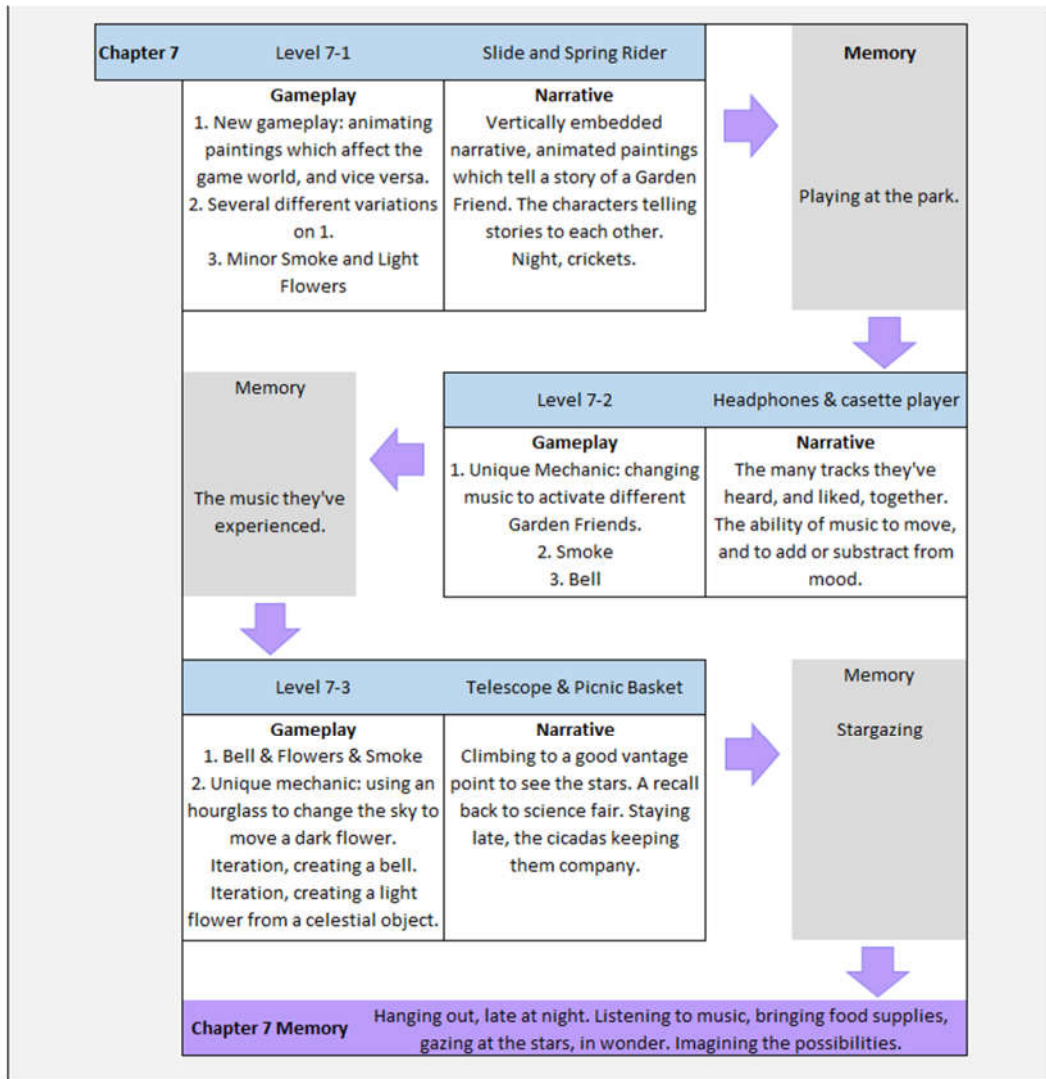 Chapter 7
Level 7-1
Slide and Spring Rider
Gameplay
1. New gameplay: animating
paintings which affect the
game world, and vice versa.
2. Several different variations
on 1.
3. Minor Smoke and Light
Flowers
Narrative
Vertically embedded
narrative, animated paintings
which tell a story of a Garden
Friend. The characters telling
stories to each other.
Night, crickets.
Memory
Playing at the park.
Level 7-2
Headphones & casette player
Gameplay
1. Unique Mechanic: changing
music to activate different
Garden Friends.
2. Smoke
3. Bell
Narrative
The many tracks they've
heard, and liked, together.
The ability of music to move,
and to add or substract from
mood.
Memory
The music they've
experienced.
Level 7-3
Telescope & Picnic Basket
Gameplay
1. Bell & Flowers & Smoke
2. Unique mechanic: using an
hourglass to change the sky to
move a dark flower.
Iteration, creating a bell.
Iteration, creating a light
flower from a celestial object.
Narrative
Climbing to a good vantage
point to see the stars. A recall
back to science fair. Staying
late, the cicadas keeping
them company.
Memory
Stargazing
Chapter 7 Memory
Hanging out, late at night. Listening to music, bringing food supplies,
gazing at the stars, in wonder. Imagining the possibilities.